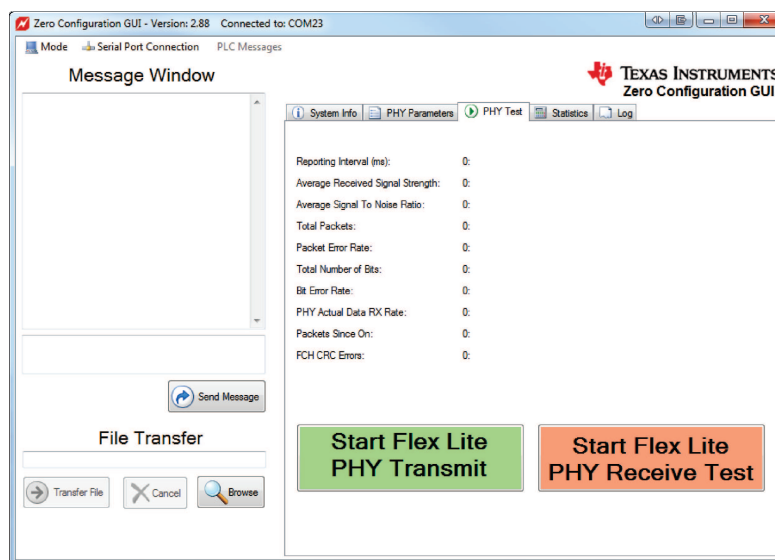 Zero Configuration GUI - Version: 2.88 Connected to: COM23
Mode Serial Port Connection PLC Messages
Message Window
TEXAS INSTRUMENTS
Zero Configuration GUI
System Info PHY Parameters PHY Test Statistics Log
Reporting Interval (ms): 0:
Average Received Signal Strength: 0:
Average Signal To Noise Ratio: 0:
Total Packets: 0:
Packet Error Rate: 0:
Total Number of Bits: 0:
Bit Error Rate: 0:
PHY Actual Data RX Rate: 0:
Packets Since On: 0:
FCH CRC Errors: 0:
Send Message
File Transfer
Transfer File Cancel Browse
Start Flex Lite
PHY Transmit
Start Flex Lite
PHY Receive Test